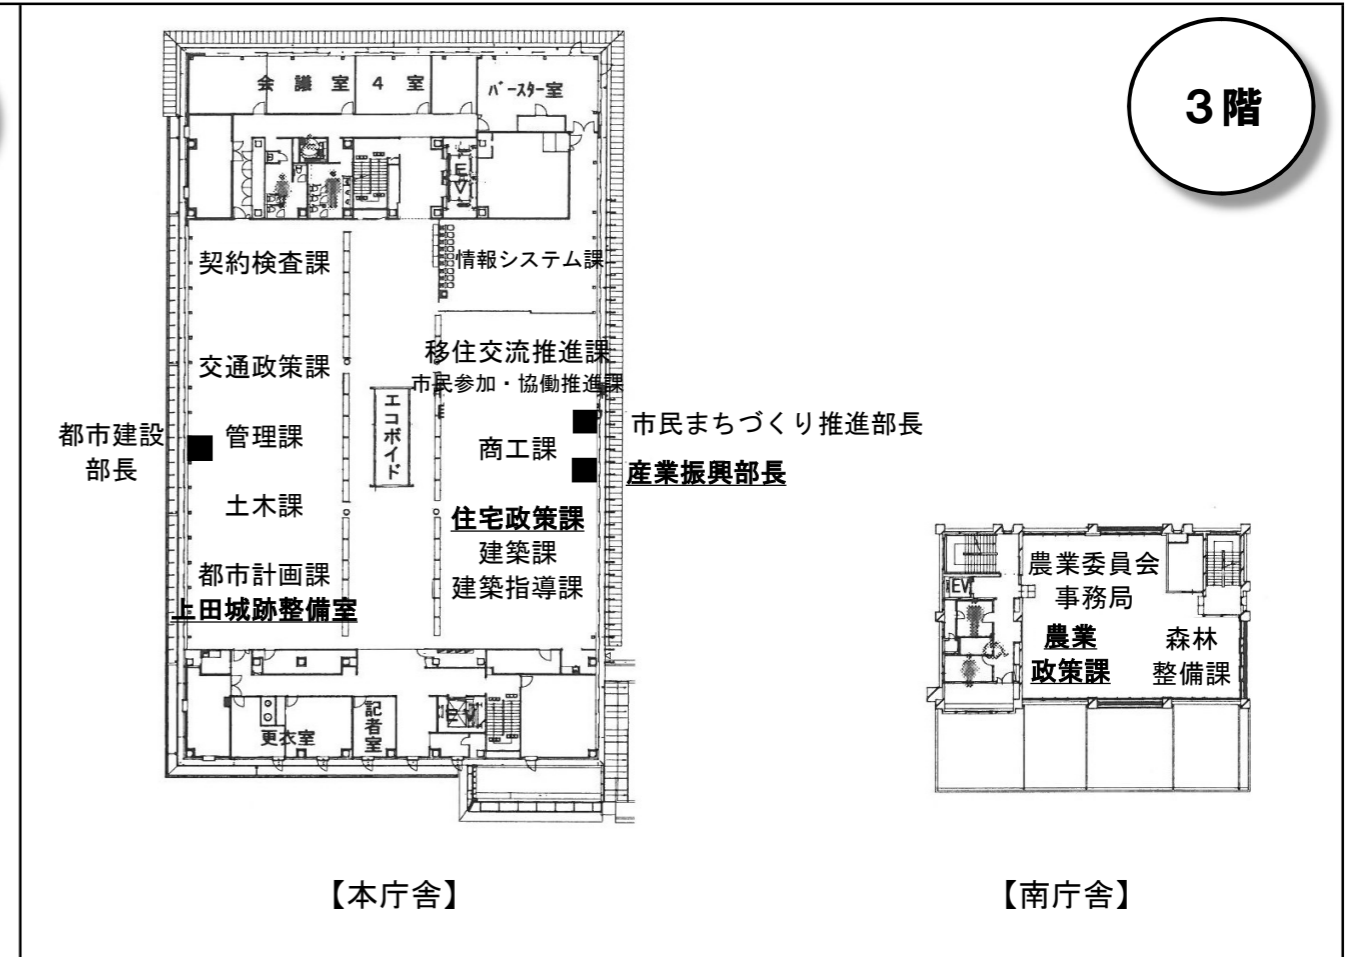 3階
会議室4室
バースター室
EV
契約検査課
情報システム課
交通政策課
移住交流推進課
市民参加・協働推進課
エコボイド
都市建設
部長
管理課
商工課
市民まちづくり推進部長
産業振興部長
土木課
住宅政策課
建築課
都市計画課
建築指導課
上田城跡整備室
更衣室
記者室
EV
農業委員会
事務局
EV
農業
政策課
森林
整備課
【本庁舎】
【南庁舎】